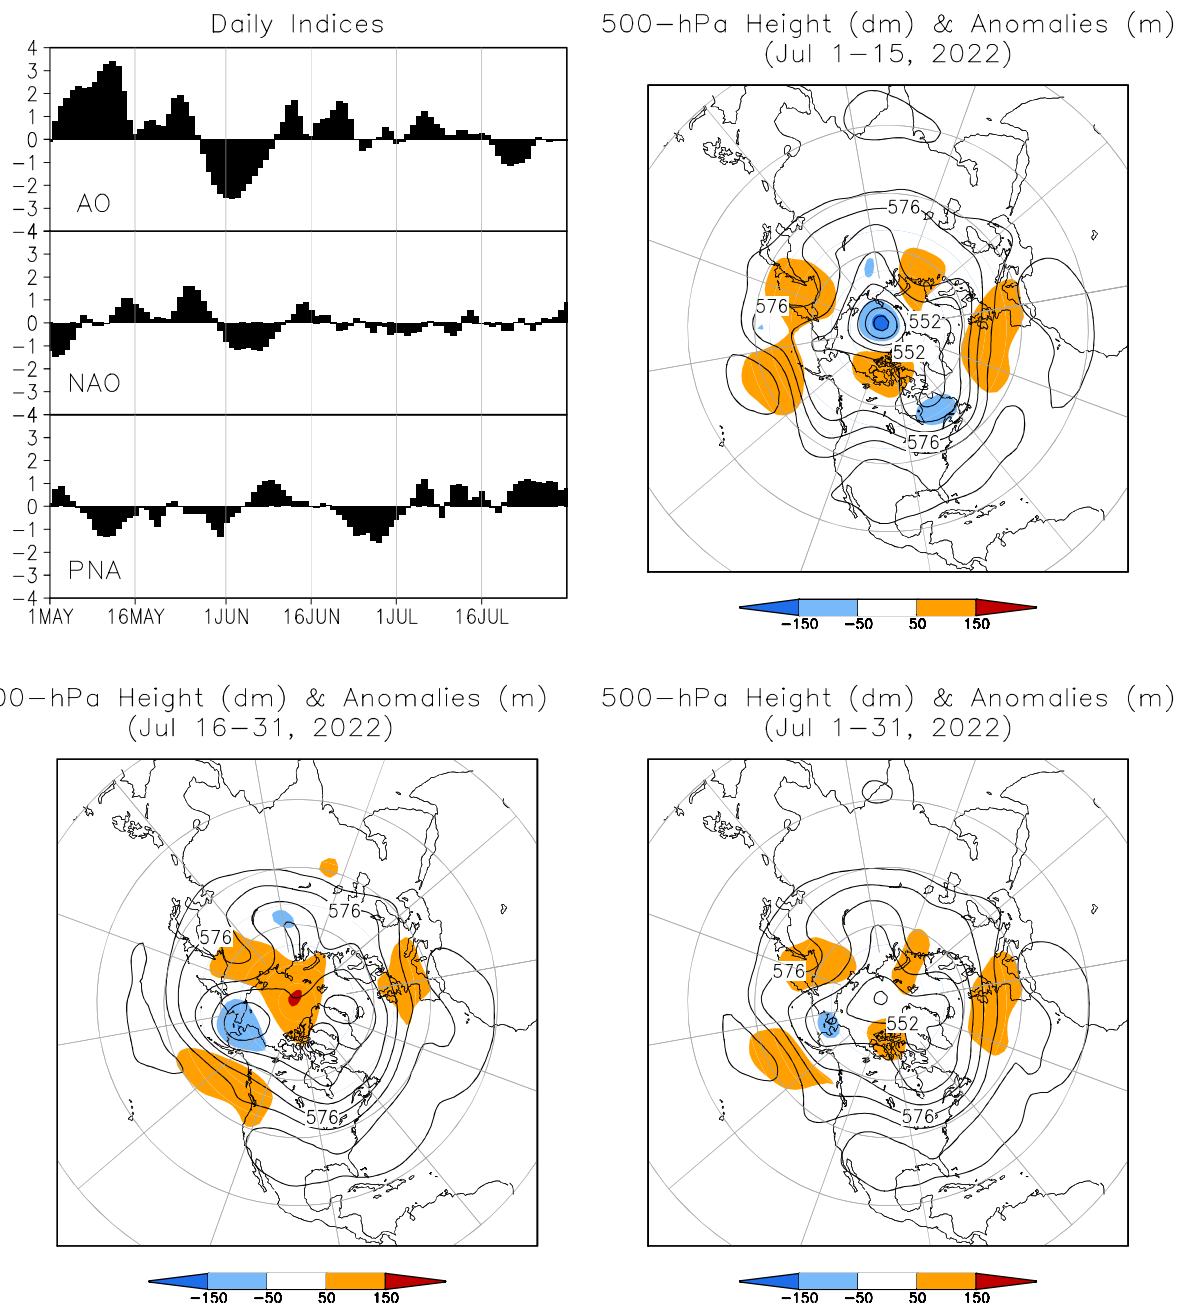 Daily Indices
4
3
2
1
0
-1
-2
-3
AO
-4
3
2
1
0
-1
-2
-3
NAO
-4
3
2
1
0
-1
-2
-3
-4
PNA
1MAY 16MAY 1JUN 16JUN 1JUL 16JUL
500-hPa Height (dm) & Anomalies (m)
(Jul 1-15, 2022)
576
576
552
552
576
-150 -50 50 150
00-hPa Height (dm) & Anomalies (m)
(Jul 16-31, 2022)
576
576
576
-150 -50 50 150
500-hPa Height (dm) & Anomalies (m)
(Jul 1-31, 2022)
576
552
576
-150 -50 50 150